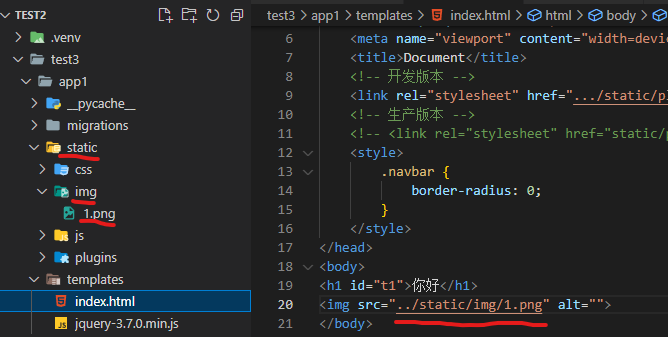 TEST2
.venv
test3
app1
__pycache__
migrations
static
css
img
1.png
js
plugins
templates
index.html
jquery-3.7.0.min.js
test3 > app1 > templates > index.html > html > body >
6 <meta name="viewport" content="width=devi
7 <title>Document</title>
8 <!-- 开发版本 -->
9 <link rel="stylesheet" href=".../static/pl
10 <!-- 生产版本 -->
11 <!-- <link rel="stylesheet" href="static/p
12 <style>
13 .navbar {
14 border-radius: 0;
15 }
16 </style>
17 </head>
18 <body>
19 <h1 id="t1">你好</h1>
20 <img src="../static/img/1.png" alt="">
21 </body>